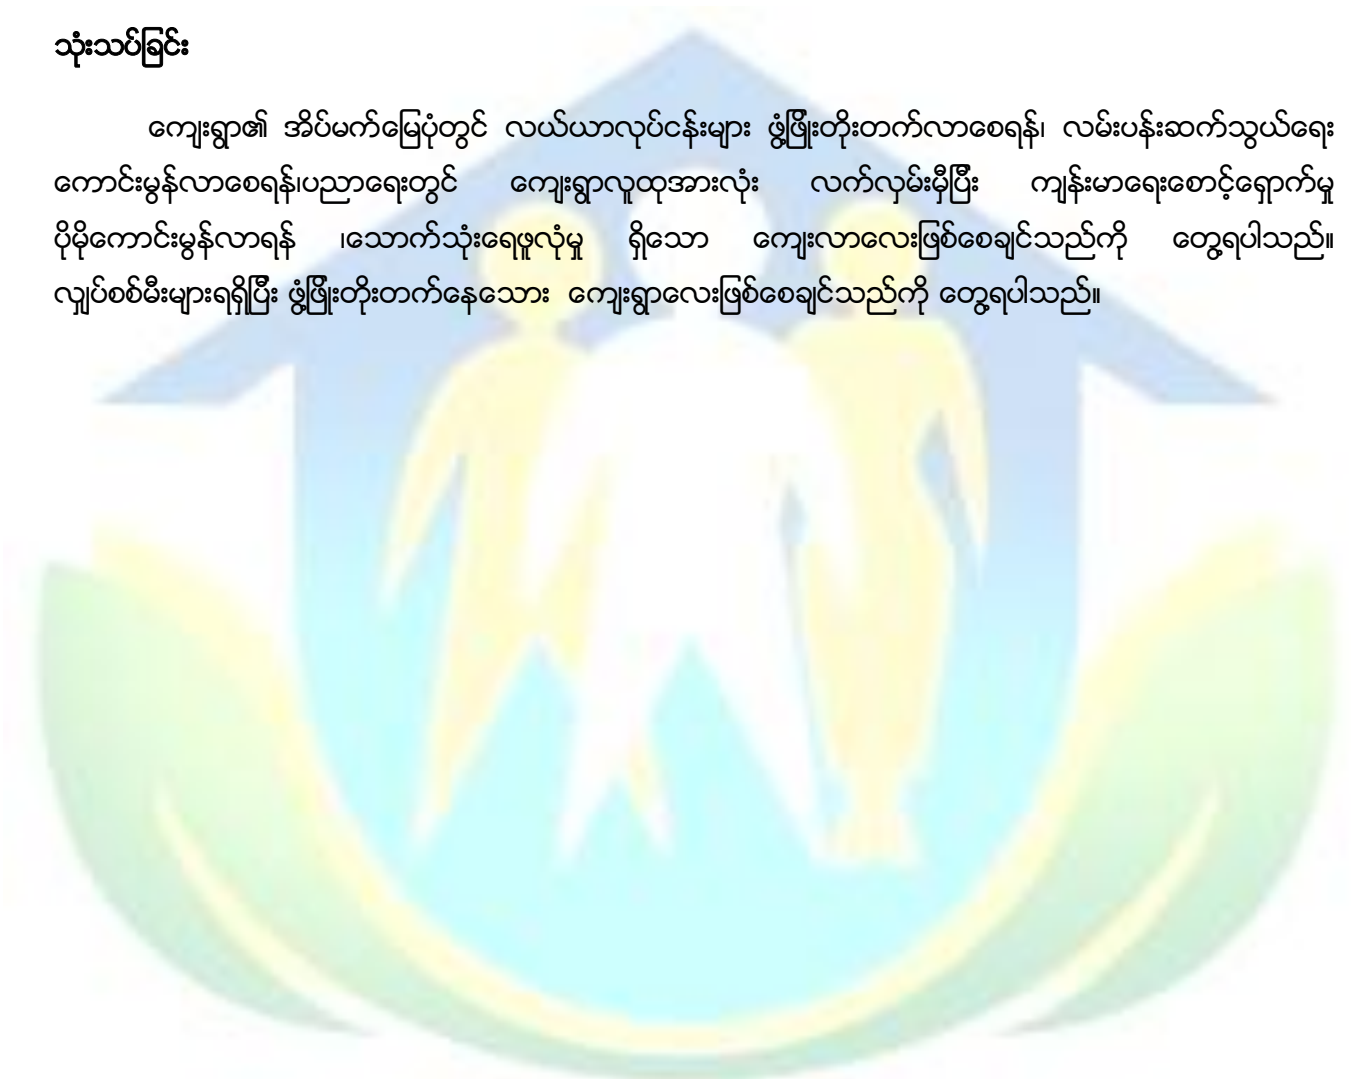 သုံးသပ်ခြင်း
ကျေးရွာ၏ အိပ်မက်မြေပုံတွင် လယ်ယာလုပ်ငန်းများ ဖွံ့ဖြိုးတိုးတက်လာစေရန်၊ လမ်းပန်းဆက်သွယ်ရေး
ကောင်းမွန်လာစေရန်၊ပညာရေးတွင် ကျေးရွာလူထုအားလုံး လက်လှမ်းမှီပြီး ကျန်းမာရေးစောင့်ရှောက်မှု
ပိုမိုကောင်းမွန်လာရန် ၊သောက်သုံးရေဖူလုံမှု ရှိသော ကျေးလာလေးဖြစ်စေချင်သည်ကို တွေ့ရပါသည်။
လျှပ်စစ်မီးများရရှိပြီး ဖွံ့ဖြိုးတိုးတက်နေသေား ကျေးရွာလေးဖြစ်စေချင်သည်ကို တွေ့ရပါသည်။